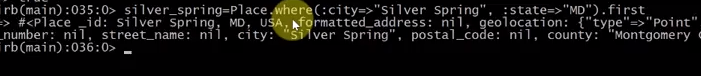 irb(main):035:0> silver_spring=Place.where(:city=>"Silver Spring", :state=>"MD").first
=> #<Place _id: Silver Spring, MD, USA, formatted_address: nil, geolocation: {"type"=>"Point"
_number: nil, street_name: nil, city: "Silver Spring", postal_code: nil, county: "Montgomery
irb(main):036:0>